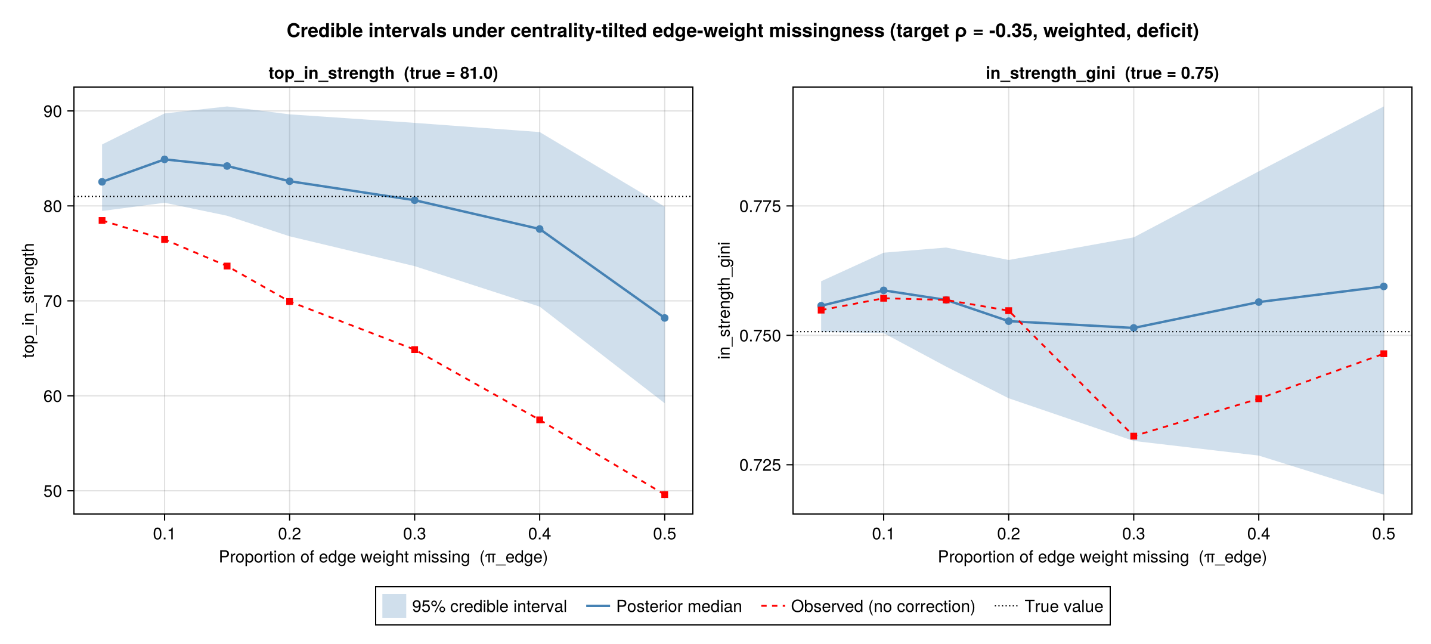 Credible intervals under centrality-tilted edge-weight missingness (target ρ = -0.35, weighted, deficit)
top_in_strength (true = 81.0)
top_in_strength
90
80
70
60
50
0.1
0.2
0.3
0.4
0.5
Proportion of edge weight missing (π_edge)
in_strength_gini (true = 0.75)
in_strength_gini
0.775
0.750
0.725
0.1
0.2
0.3
0.4
0.5
Proportion of edge weight missing (π_edge)
95% credible interval
Posterior median
Observed (no correction)
True value